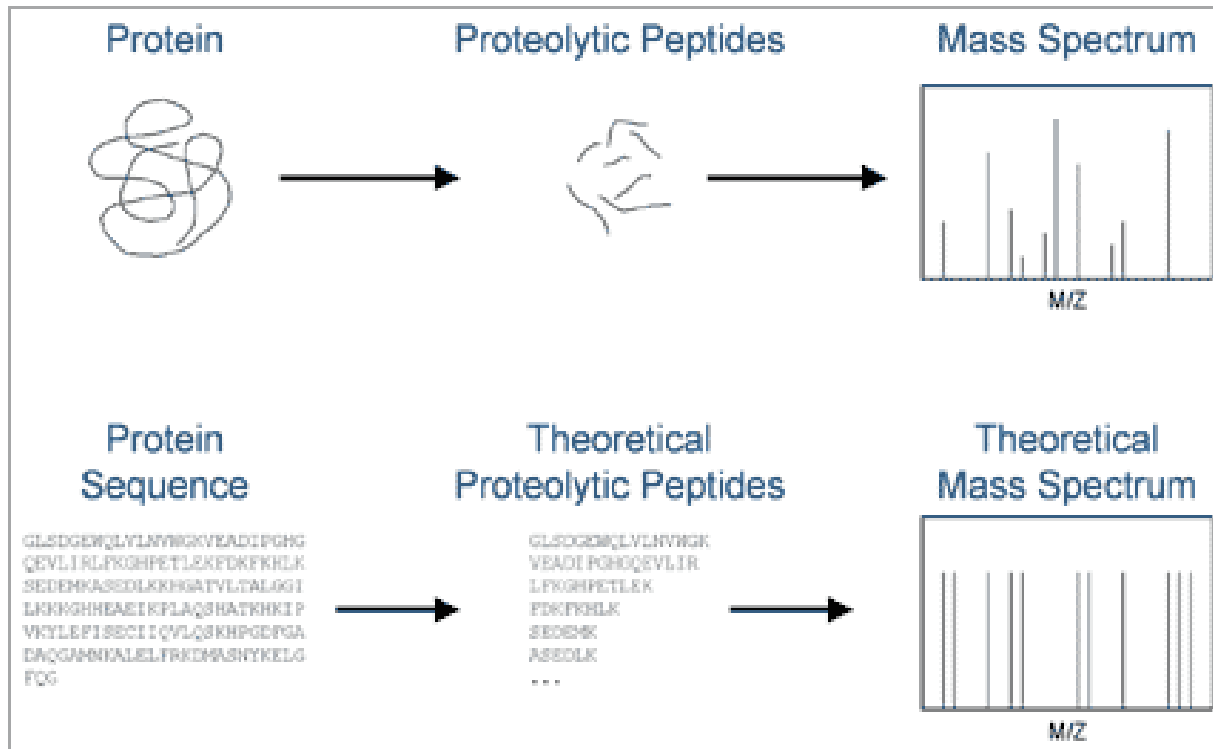 Protein
Proteolytic Peptides
Mass Spectrum
M/Z
Protein
Sequence
Theoretical
Proteolytic Peptides
Theoretical
Mass Spectrum
GLSDGEWQLVLNVWGKVEADIPGHG
QEVLIRLFKGHPETLEKFDKFKHLK
SEDEMKASEDLKKHGATVLTALGGI
LKKKGHHEAEIKPLAQSHATKHKIP
VKYLEFISECIIQVLQSKHPGDFGA
DAQGAMNKALELFRKDMASNYKELG
FQG
GLSDGEWQLVLNVWGK
VEADIPGHGQEVLIR
LFKGHPETLEK
FDKFKHLK
SEDEMK
ASEDLK
...
M/Z